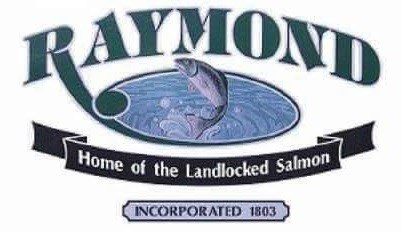 RAYMOND
Home of the Landlocked Salmon
INCORPORATED 1803